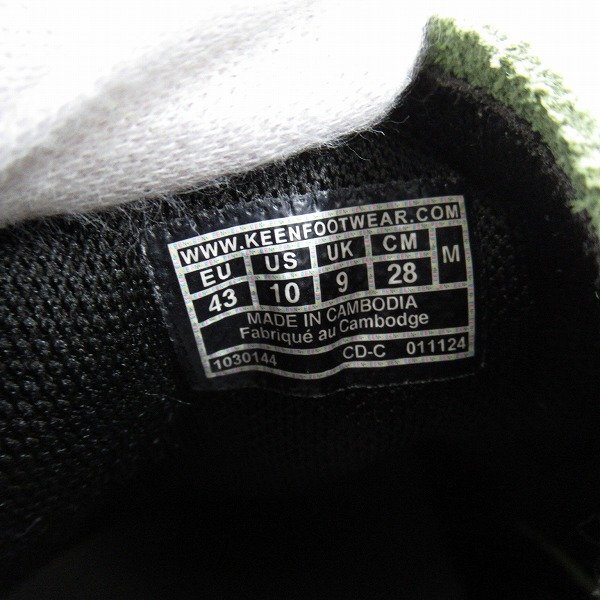 WWW.KEENFOOTWEAR.COM
EU US UK CM M
43 10 9 28
MADE IN CAMBODIA
Fabriqué au Cambodge
1030144 CD-C 011124